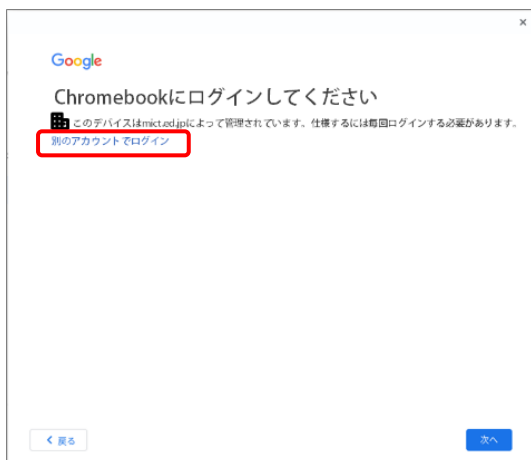 Google
Chromebookにログインしてください
このデバイスはmict.ed.jpによって管理されています。仕様するには毎回ログインする必要があります。
別のアカウントでログイン
戻る
次へ